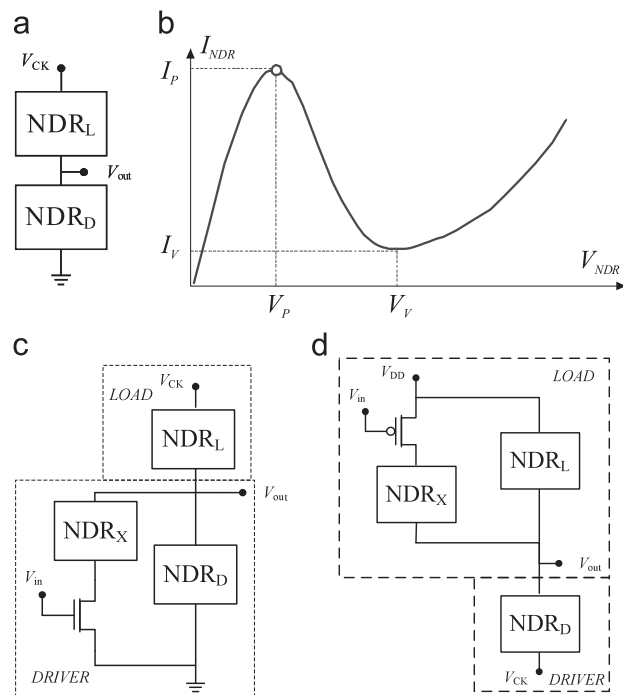 a
V_CK
NDR_L
V_out
NDR_D
b
I_NDR
I_P
I_V
V_P
V_V
V_NDR
c
LOAD
V_CK
NDR_L
V_out
NDR_X
NDR_D
V_in
DRIVER
d
LOAD
V_DD
V_in
NDR_L
NDR_X
V_out
NDR_D
V_CK
DRIVER